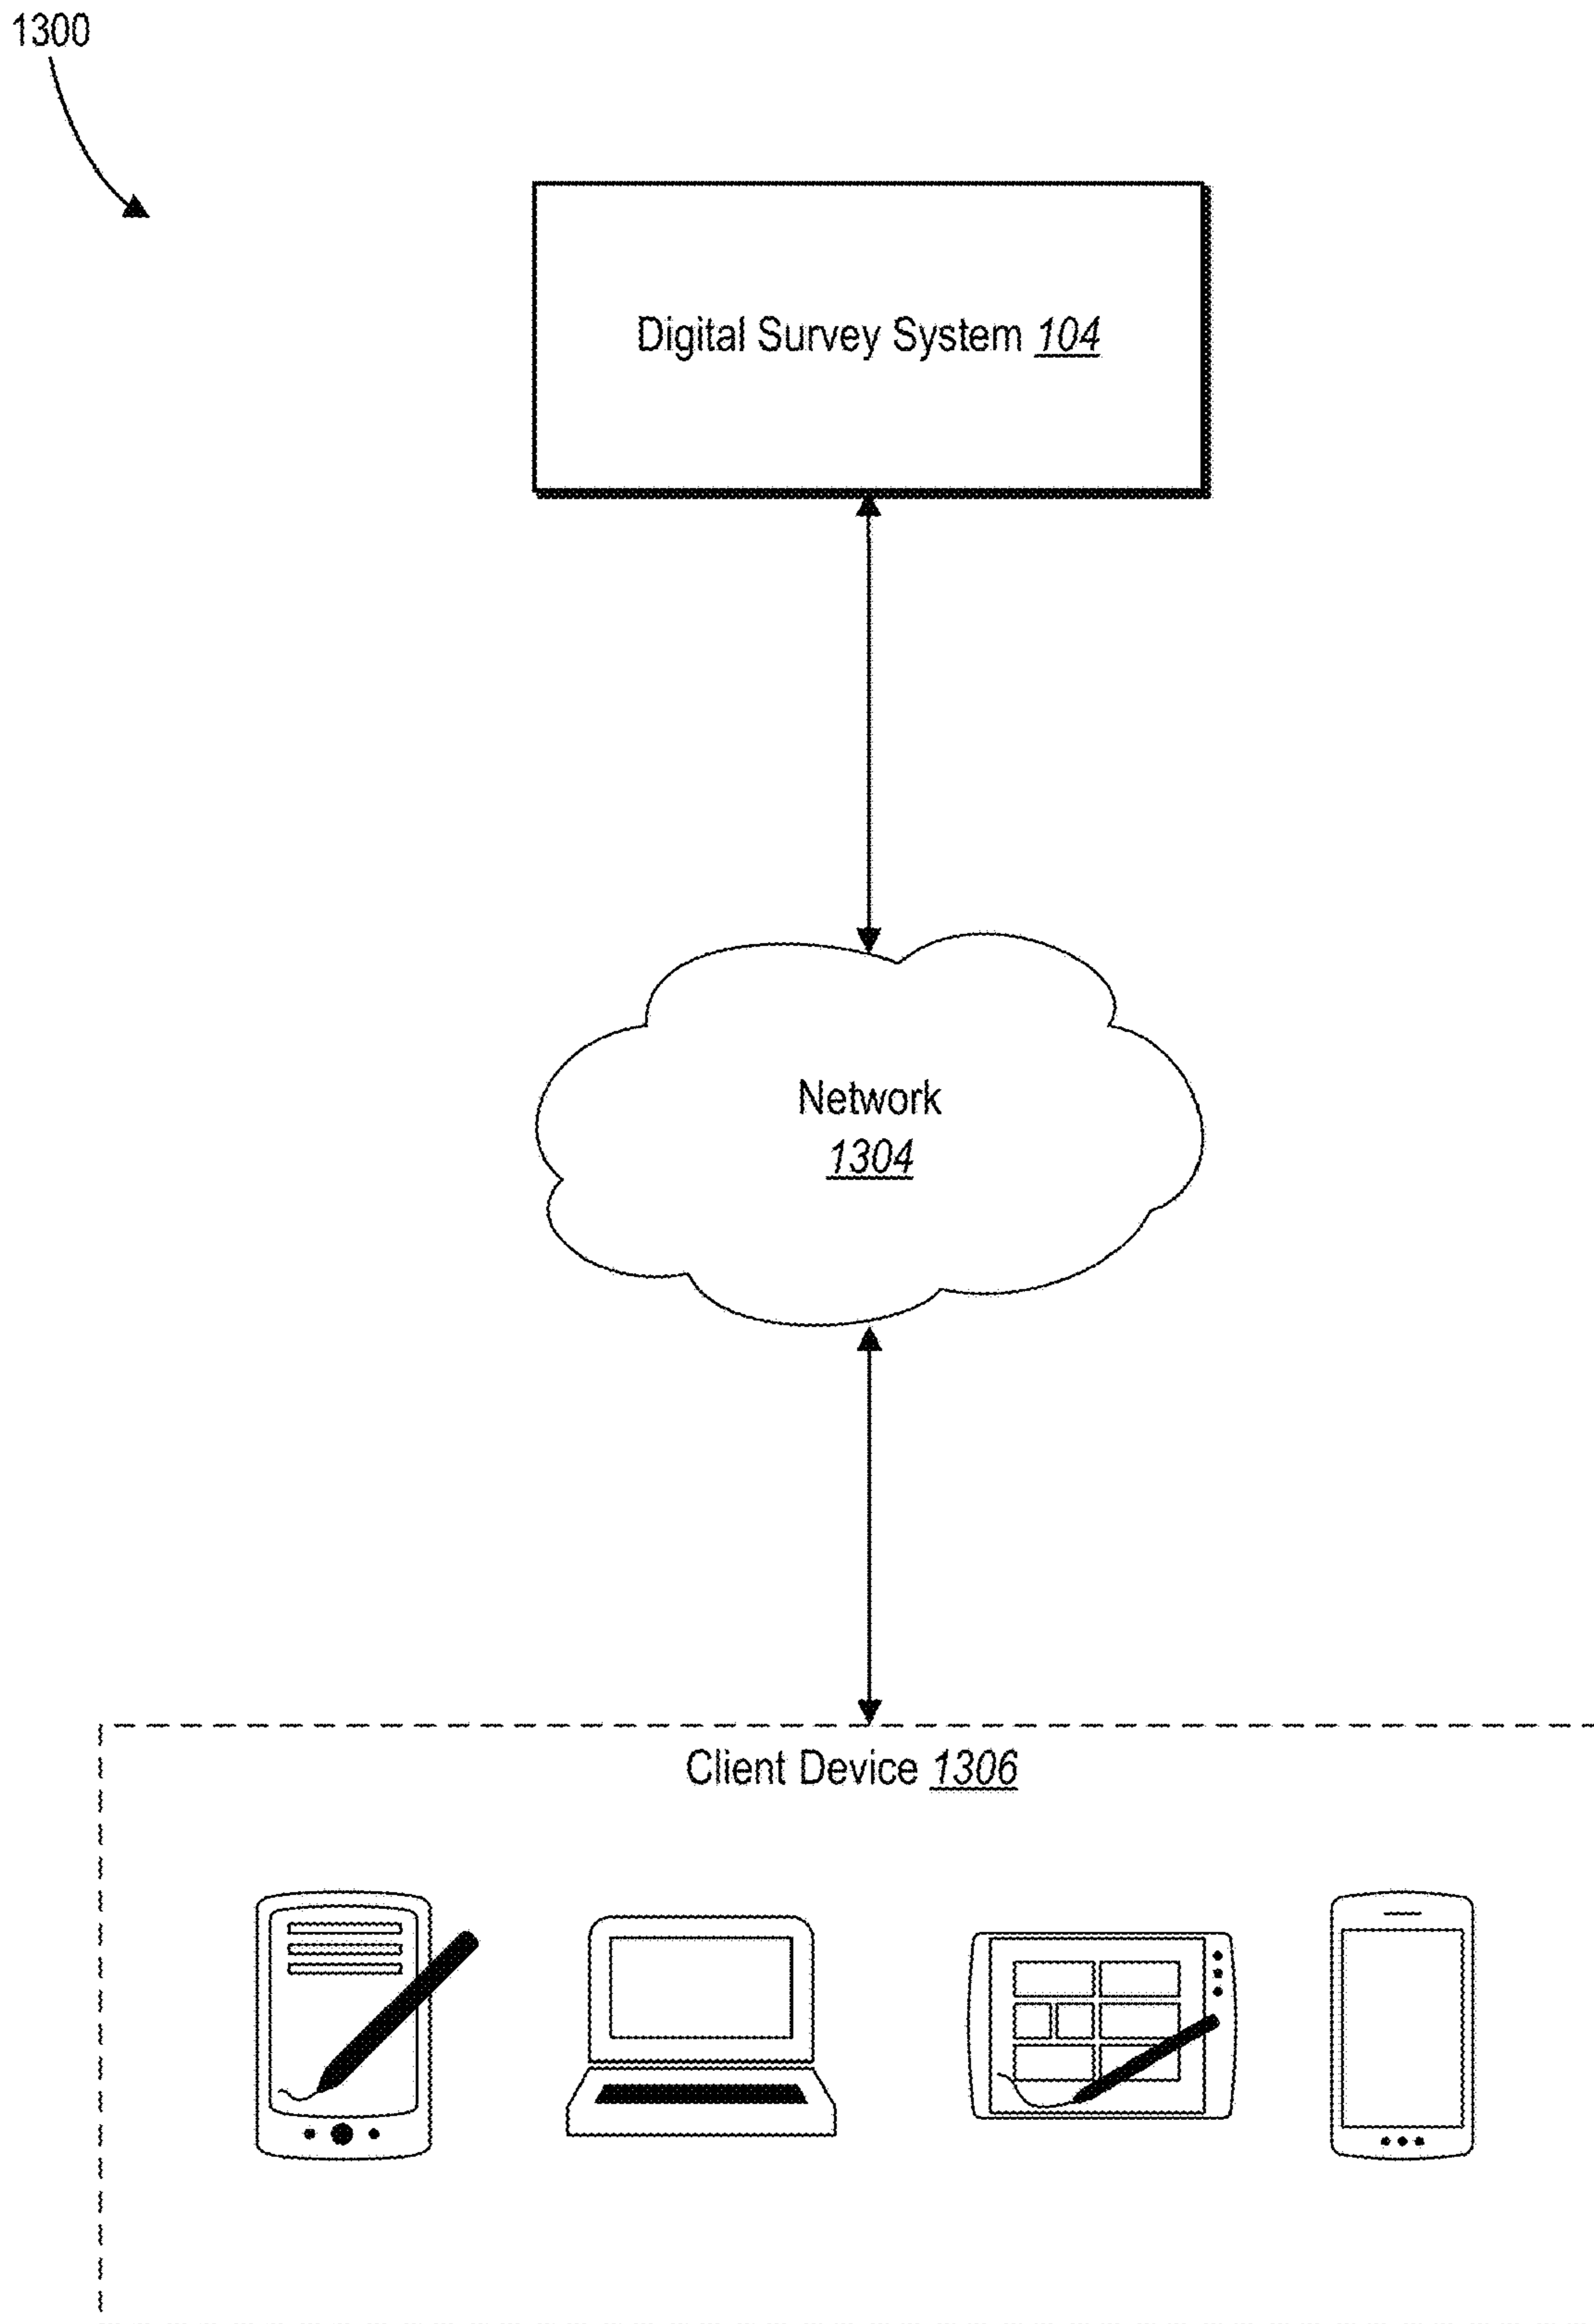 1300
Digital Survey System 104
Network
1304
Client Device 1306